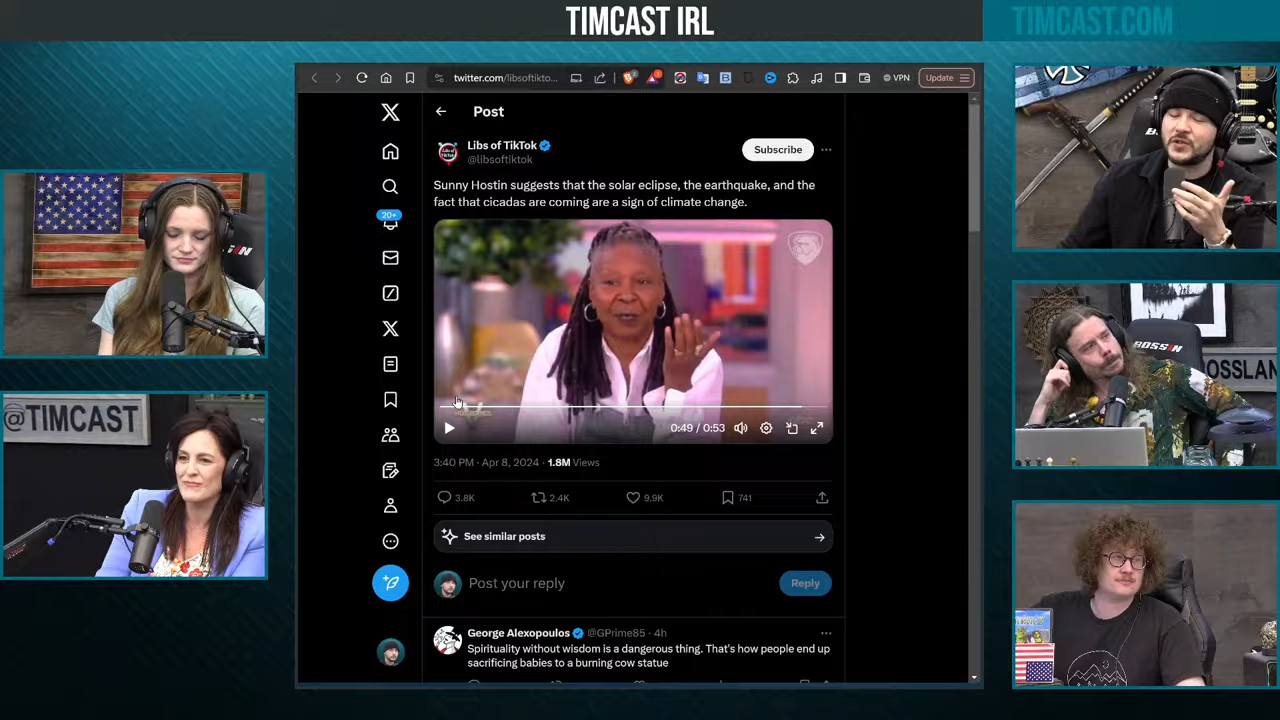 TIMCAST IRL
TIMCAST.COM
twitter.com/libsoftikto...
VPN
Update
Post
Libs of TikTok
@libsoftiktok
Subscribe
Sunny Hostin suggests that the solar eclipse, the earthquake, and the
fact that cicadas are coming are a sign of climate change.
20+
0:49 / 0:53
3:40 PM · Apr 8, 2024 · 1.8M Views
3.8K
2.4K
9.9K
741
See similar posts
Post your reply
Reply
George Alexopoulos @GPrime85 · 4h
Spirituality without wisdom is a dangerous thing. That's how people end up
sacrificing babies to a burning cow statue
@TIMCAST
BOSSIN